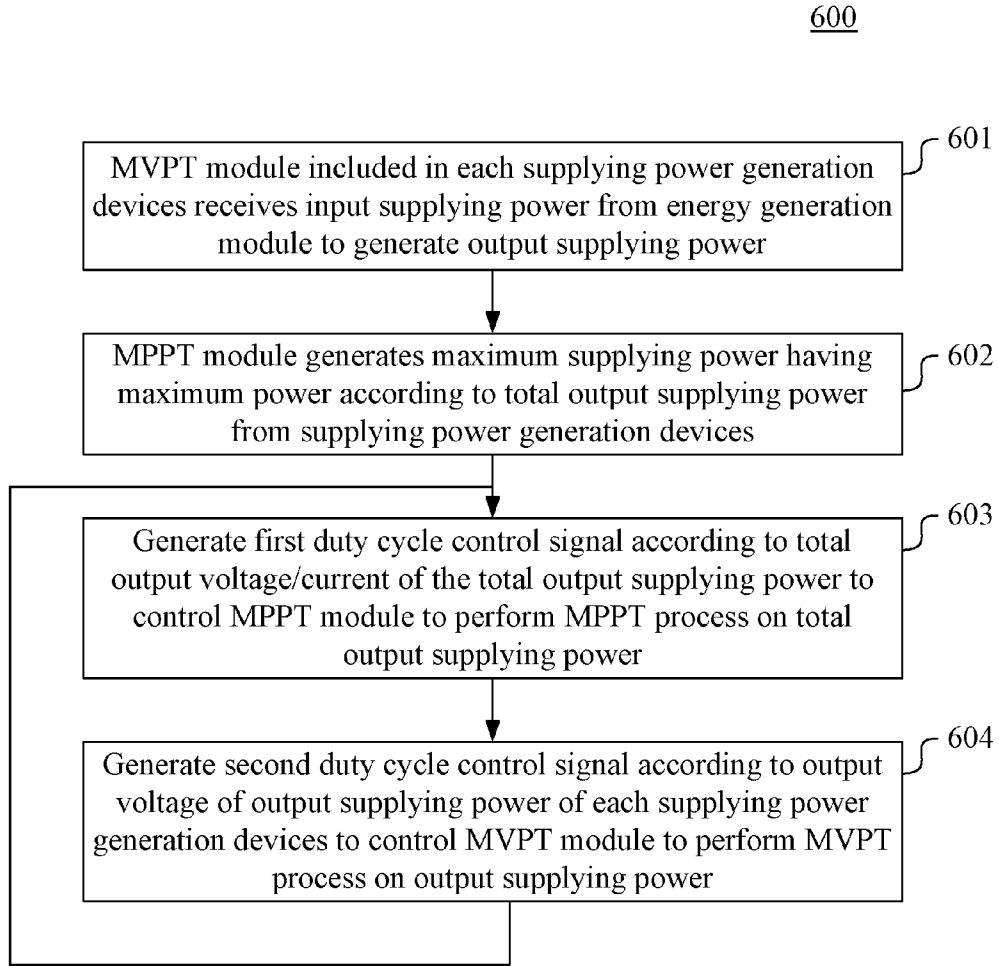 600
601
MVPT module included in each supplying power generation
devices receives input supplying power from energy generation
module to generate output supplying power
602
MPPT module generates maximum supplying power having
maximum power according to total output supplying power
from supplying power generation devices
603
Generate first duty cycle control signal according to total
output voltage/current of the total output supplying power to
control MPPT module to perform MPPT process on total
output supplying power
604
Generate second duty cycle control signal according to output
voltage of output supplying power of each supplying power
generation devices to control MVPT module to perform MVPT
process on output supplying power